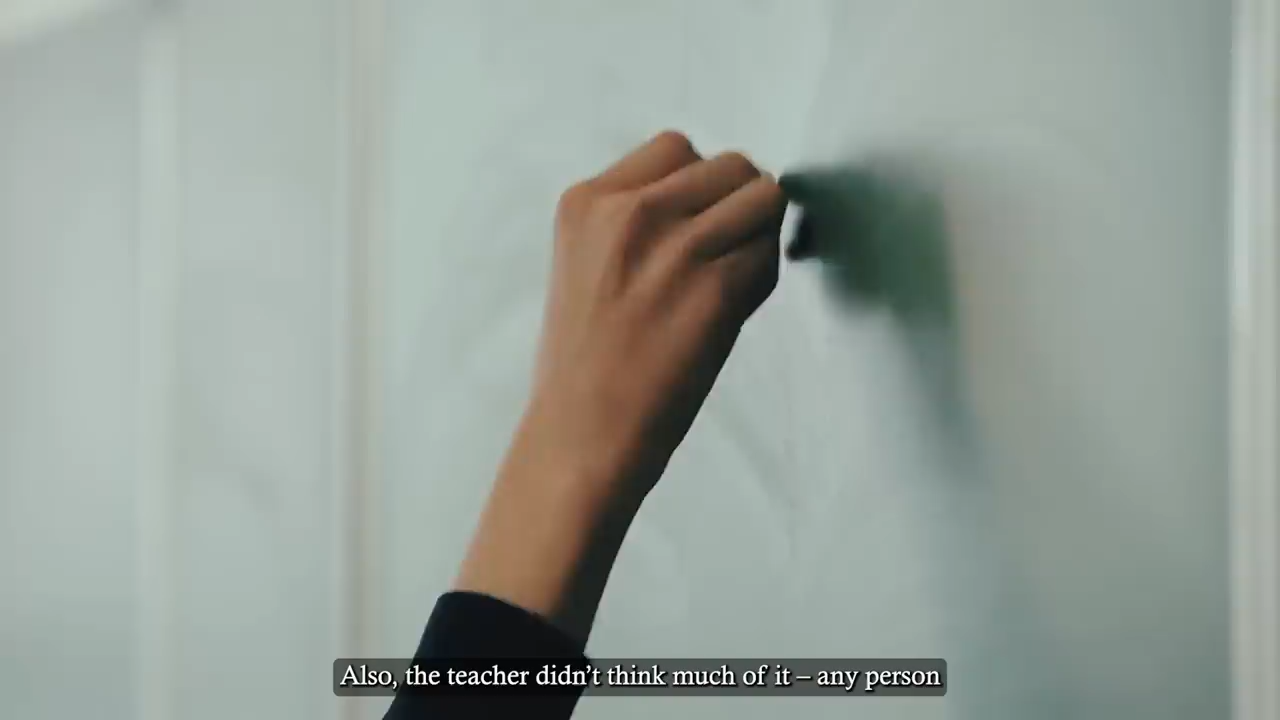 Also, the teacher didn’t think much of it – any person